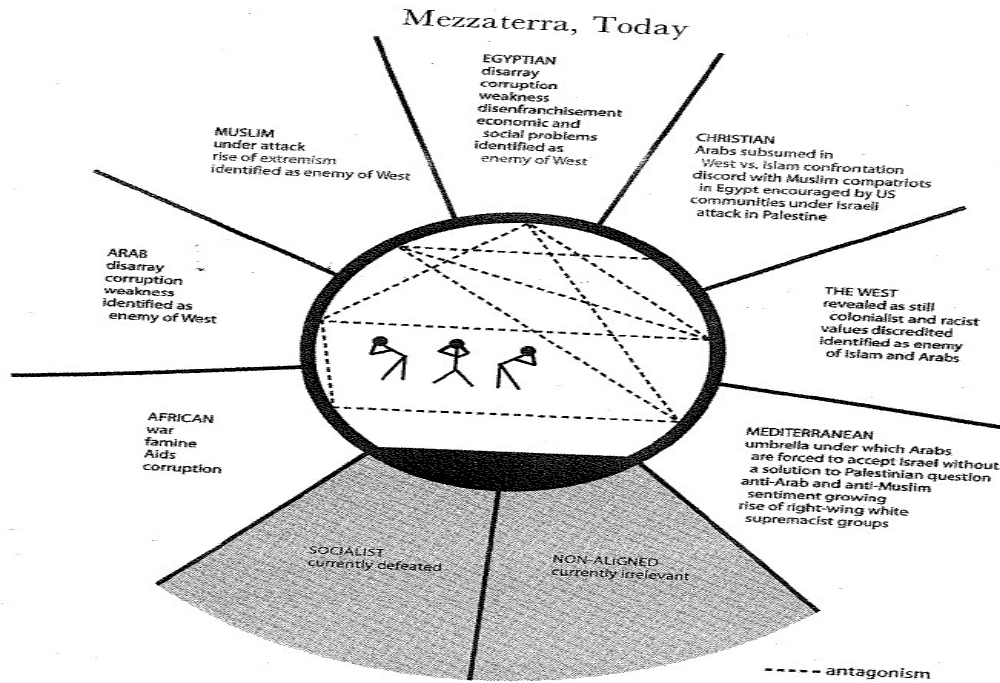 Mezzaterra, Today
EGYPTIAN
disarray
corruption
weakness
disenfranchisement
economic and
social problems
identified as
enemy of West
MUSLIM
under attack
rise of extremism
identified as enemy of West
CHRISTIAN
Arabs subsumed in
West vs. Islam confrontation
discord with Muslim compatriots
in Egypt encouraged by US
communities under Israeli
attack in Palestine
ARAB
disarray
corruption
weakness
identified as
enemy of West
THE WEST
revealed as still
colonialist and racist
values discredited
identified as enemy
of Islam and Arabs
AFRICAN
war
famine
Aids
corruption
MEDITERRANEAN
umbrella under which Arabs
are forced to accept Israel without
a solution to Palestinian question
anti-Arab and anti-Muslim
sentiment growing
rise of right-wing white
supremacist groups
SOCIALIST
currently defeated
NON-ALIGNED
currently irrelevant
antagonism